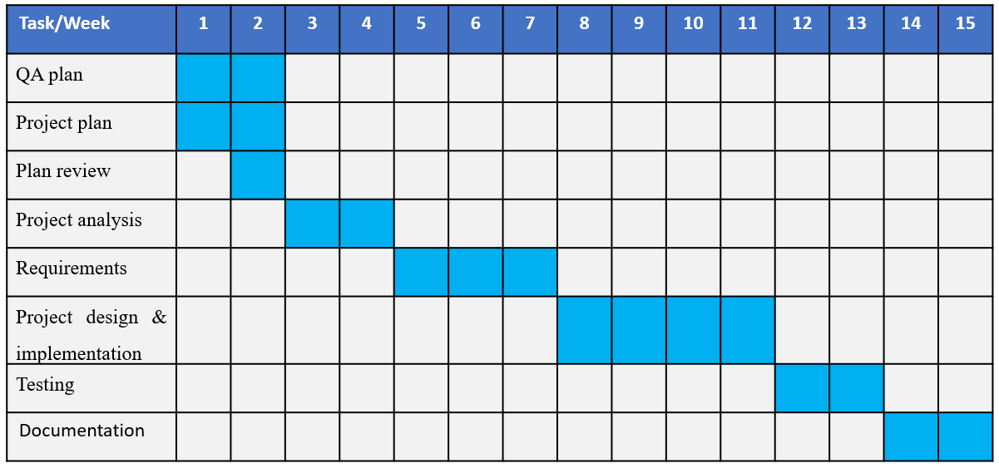 Task/Week 1 2 3 4 5 6 7 8 9 10 11 12 13 14 15
QA plan
Project plan
Plan review
Project analysis
Requirements
Project design &
implementation
Testing
Documentation